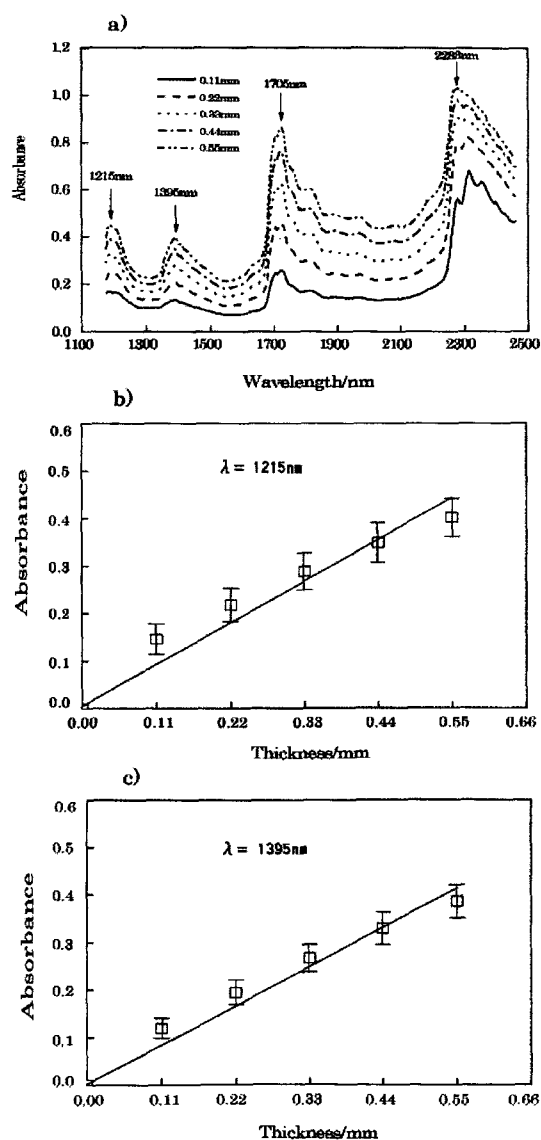 a)
1.2
1.0
0.8
0.6
0.4
0.2
0.0
Absorbance
0.11mm
0.22mm
0.33mm
0.44mm
0.55mm
1215nm
1395nm
1705nm
1100 1300 1500 1700 1900 2100 2300 2500
Wavelength/nm
b)
λ = 1215nm
0.6
0.5
0.4
0.3
0.2
0.1
0.0
Absorbance
0.00 0.11 0.22 0.33 0.44 0.55 0.66
Thickness/mm
c)
λ = 1395nm
0.6
0.5
0.4
0.3
0.2
0.1
0.0
Absorbance
0.00 0.11 0.22 0.33 0.44 0.55 0.66
Thickness/mm